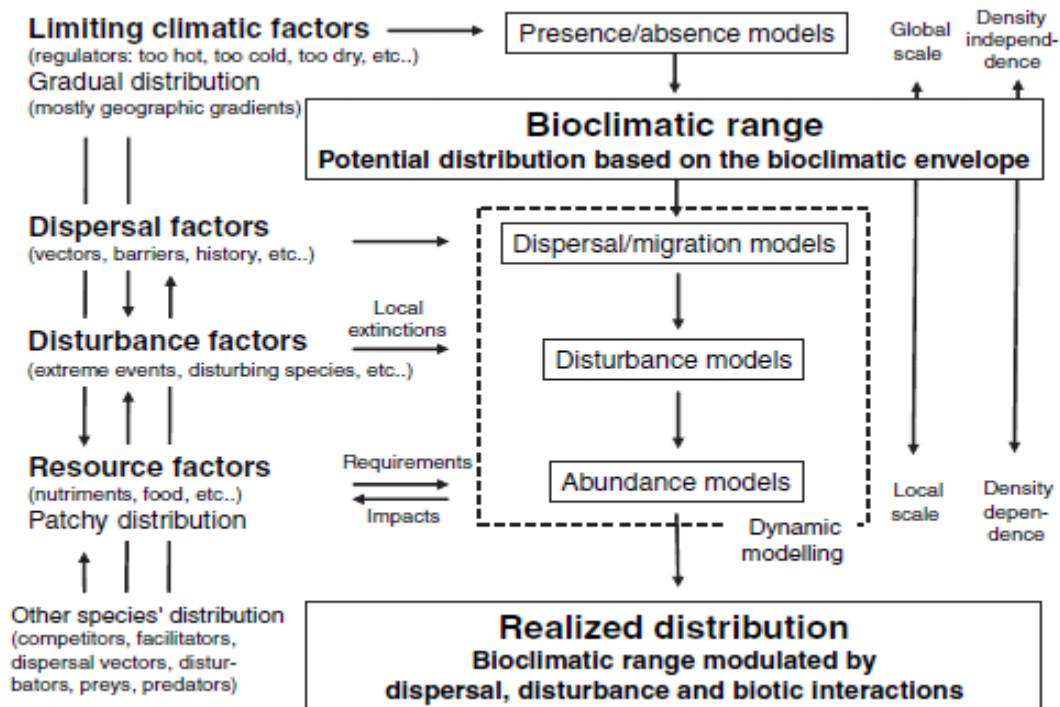 Limiting climatic factors
(regulators: too hot, too cold, too dry, etc..)
Gradual distribution
(mostly geographic gradients)
Presence/absence models
Global
scale
Density
independ-
dence
Bioclimatic range
Potential distribution based on the bioclimatic envelope
Dispersal factors
(vectors, barriers, history, etc..)
Dispersal/migration models
Local
extinctions
Disturbance factors
(extreme events, disturbing species, etc..)
Disturbance models
Resource factors
(nutriments, food, etc..)
Patchy distribution
Requirements
Impacts
Abundance models
Local
scale
Density
depen-
dence
Dynamic
modelling
Other species' distribution
(competitors, facilitators,
dispersal vectors, distur-
bators, preys, predators)
Realized distribution
Bioclimatic range modulated by
dispersal, disturbance and biotic interactions